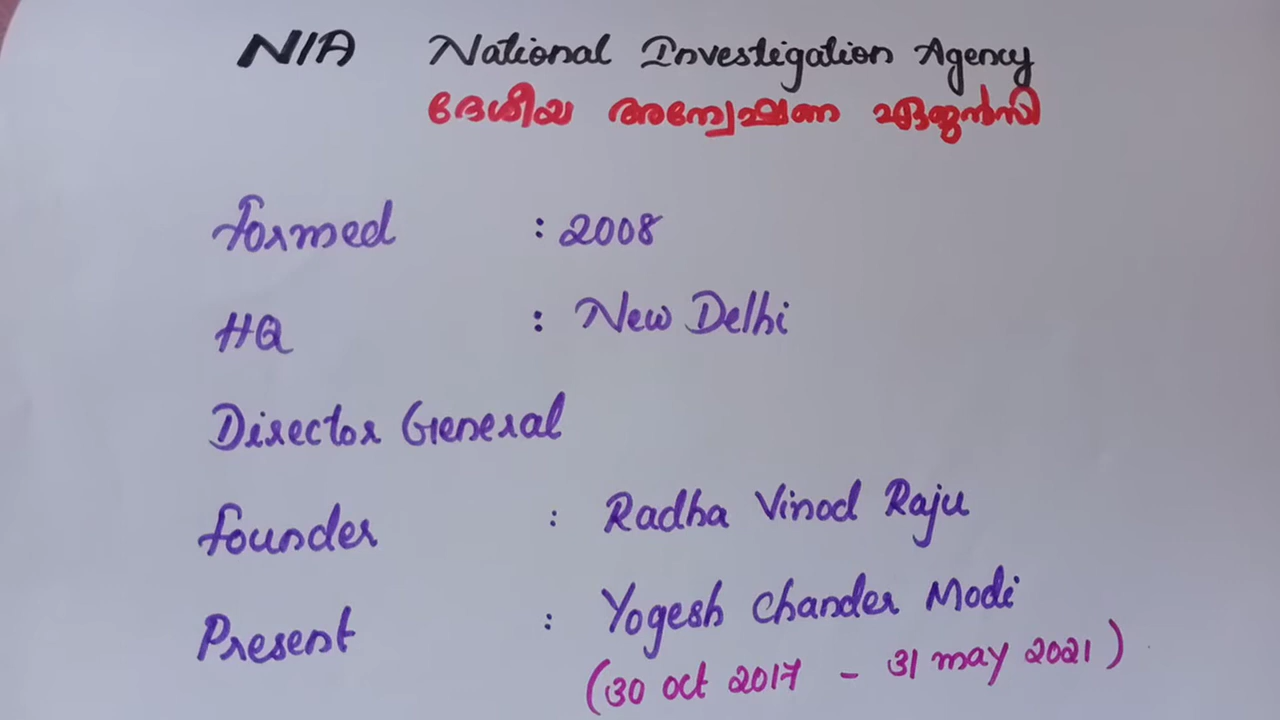 NIA National Investigation Agency
ദേശീയ അന്വേഷണ ഏജൻസി
Formed : 2008
HQ : New Delhi
Director General
Founder : Radha Vinod Raju
Present : Yogesh Chander Modi
(30 Oct 2017 - 31 may 2021)